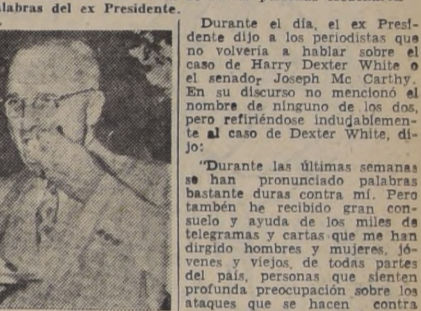 labras del ex Presidente.
Durante el día, el ex Presi-
dente dijo a los periodistas que
no volvería a hablar sobre el
caso de Harry Dexter White o
el senador Joseph Mc Carthy.
En su discurso no mencionó el
nombre de ninguno de los dos,
pero refiriéndose indudablemen-
te al caso de Dexter White, di-
jo:
"Durante las últimas semanas
se han pronunciado palabras
bastante duras contra mí. Pero
también he recibido gran con-
suelo y ayuda de los miles de
telegramas y cartas que me han
dirgido hombres y mujeres, jó-
venes y viejos, de todas partes
del país, personas que sienten
profunda preocupación sobre los
ataques que se hacen contra